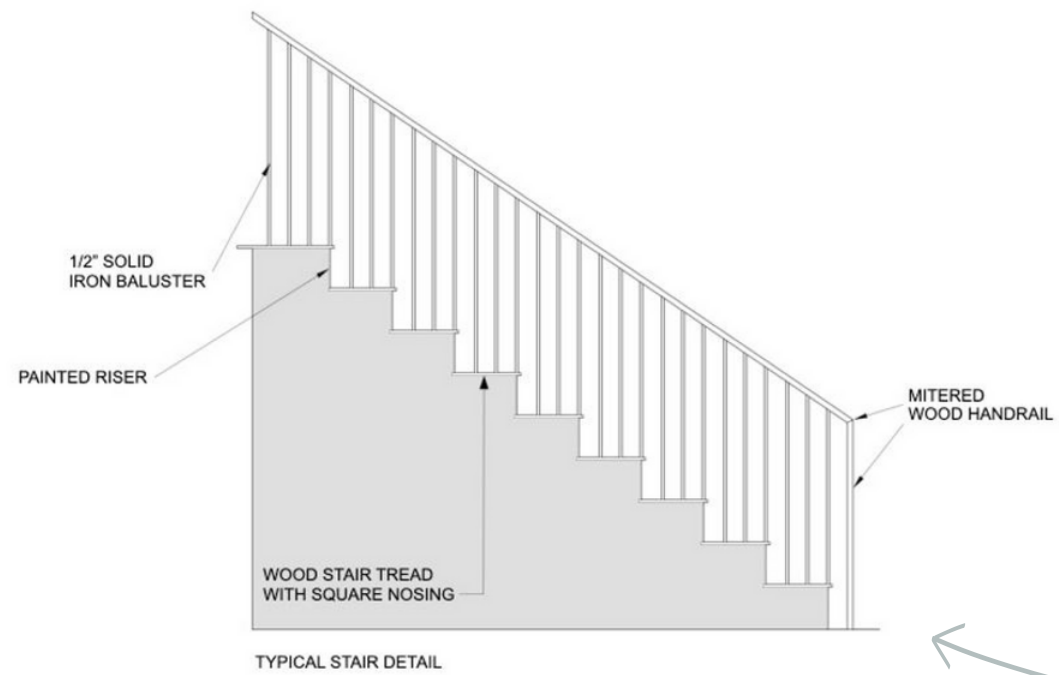 1/2" SOLID
IRON BALUSTER
PAINTED RISER
MITERED
WOOD HANDRAIL
WOOD STAIR TREAD
WITH SQUARE NOSING
TYPICAL STAIR DETAIL